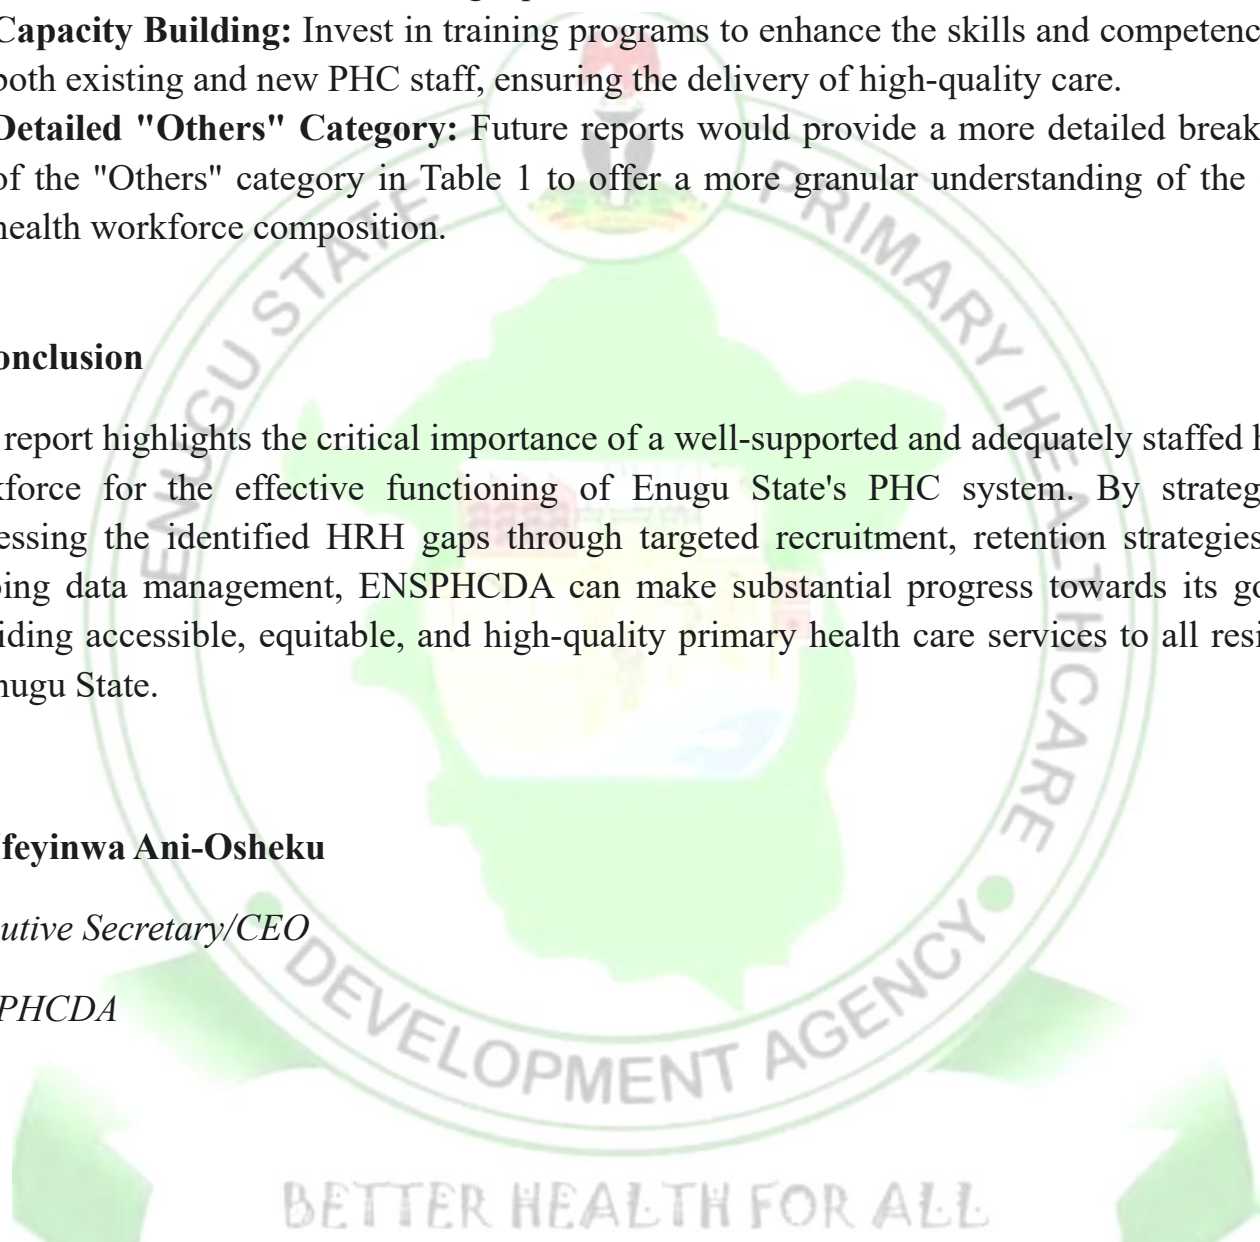 Capacity Building: Invest in training programs to enhance the skills and competenc
both existing and new PHC staff, ensuring the delivery of high-quality care.
Detailed "Others" Category: Future reports would provide a more detailed break
of the "Others" category in Table 1 to offer a more granular understanding of the
health workforce composition.
onclusion
report highlights the critical importance of a well-supported and adequately staffed h
kforce for the effective functioning of Enugu State's PHC system. By strateg
essing the identified HRH gaps through targeted recruitment, retention strategies
oing data management, ENSPHCDA can make substantial progress towards its go
iding accessible, equitable, and high-quality primary health care services to all resi
nugu State.
Ifeyinwa Ani-Osheku
utive Secretary/CEO
PHCDA
ENUGU STATE PRIMARY HEALTHCARE
DEVELOPMENT AGENCY
BETTER HEALTH FOR ALL